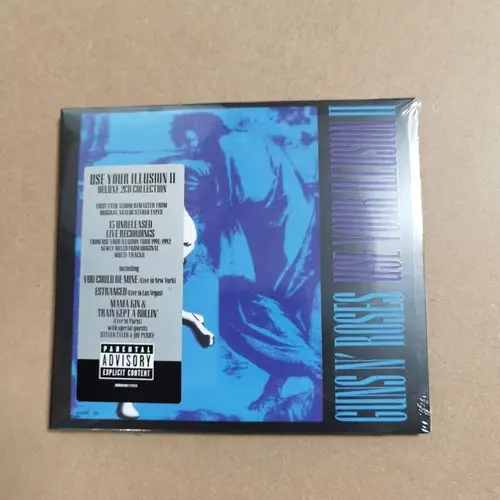 USE YOUR ILLUSION II
DELUXE 2CD COLLECTION
FIRST EVER ALBUM REMASTER FROM
ORIGINAL ANALOG STEREO TAPES
15 UNRELEASED
LIVE RECORDINGS
FROM USE YOUR ILLUSION TOUR 1991-1992
NEWLY MIXED FROM ORIGINAL
MULTI-TRACKS
including
YOU COULD BE MINE (Live in New York)
ESTRANGED (Live in Las Vegas)
MAMA KIN &
TRAIN KEPT A ROLLIN'
(Live in Paris)
with special guests
STEVEN TYLER & JOE PERRY
PARENTAL
ADVISORY
EXPLICIT CONTENT
GUNS N' ROSES USE YOUR ILLUSION II